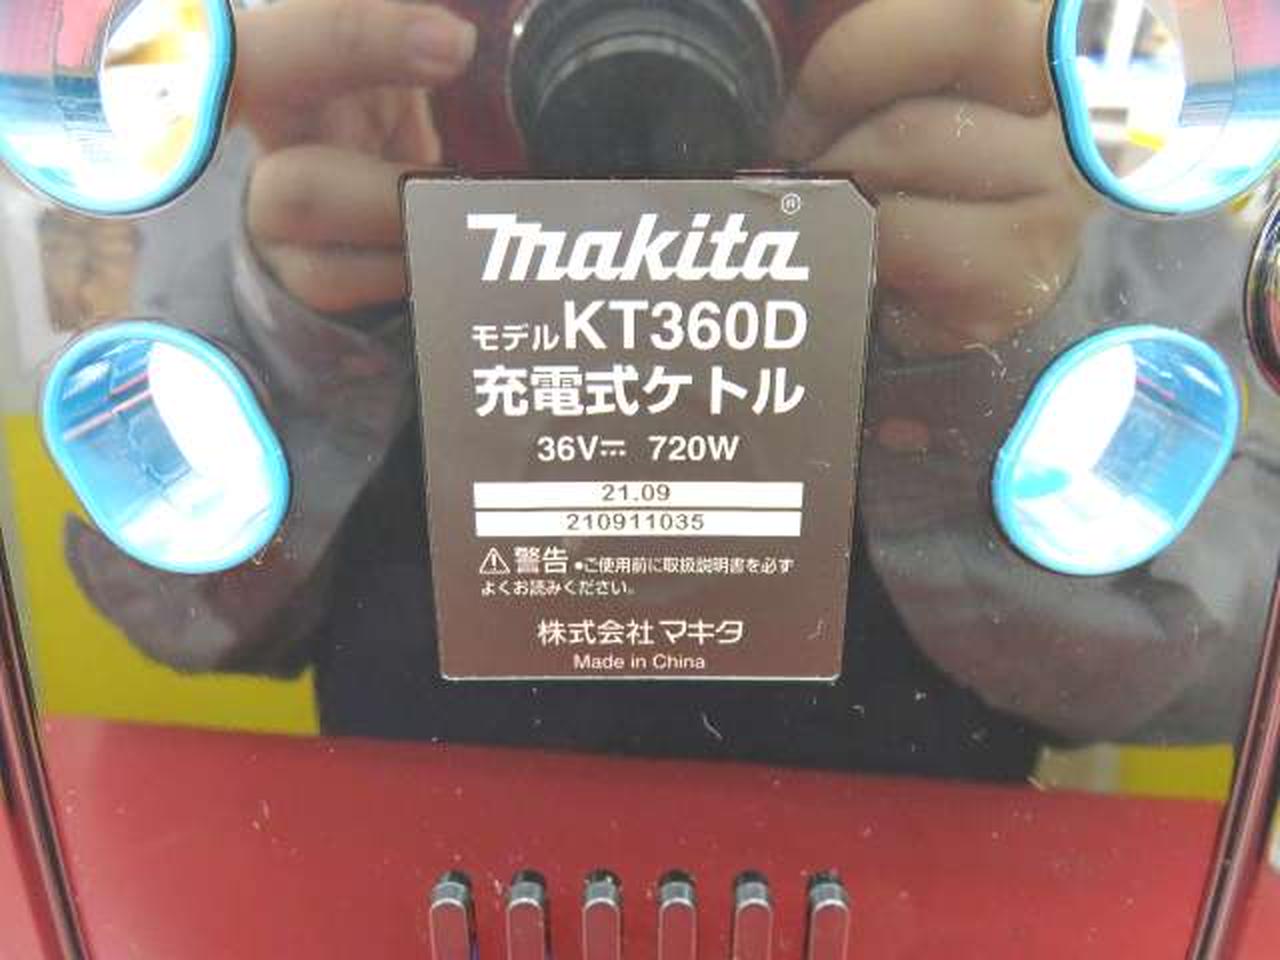 makita®
モデルKT360D
充電式ケトル
36V⎓ 720W
21.09
210911035
⚠警告 •ご使用前に取扱説明書を必ず
よくお読みください。
株式会社マキタ
Made in China